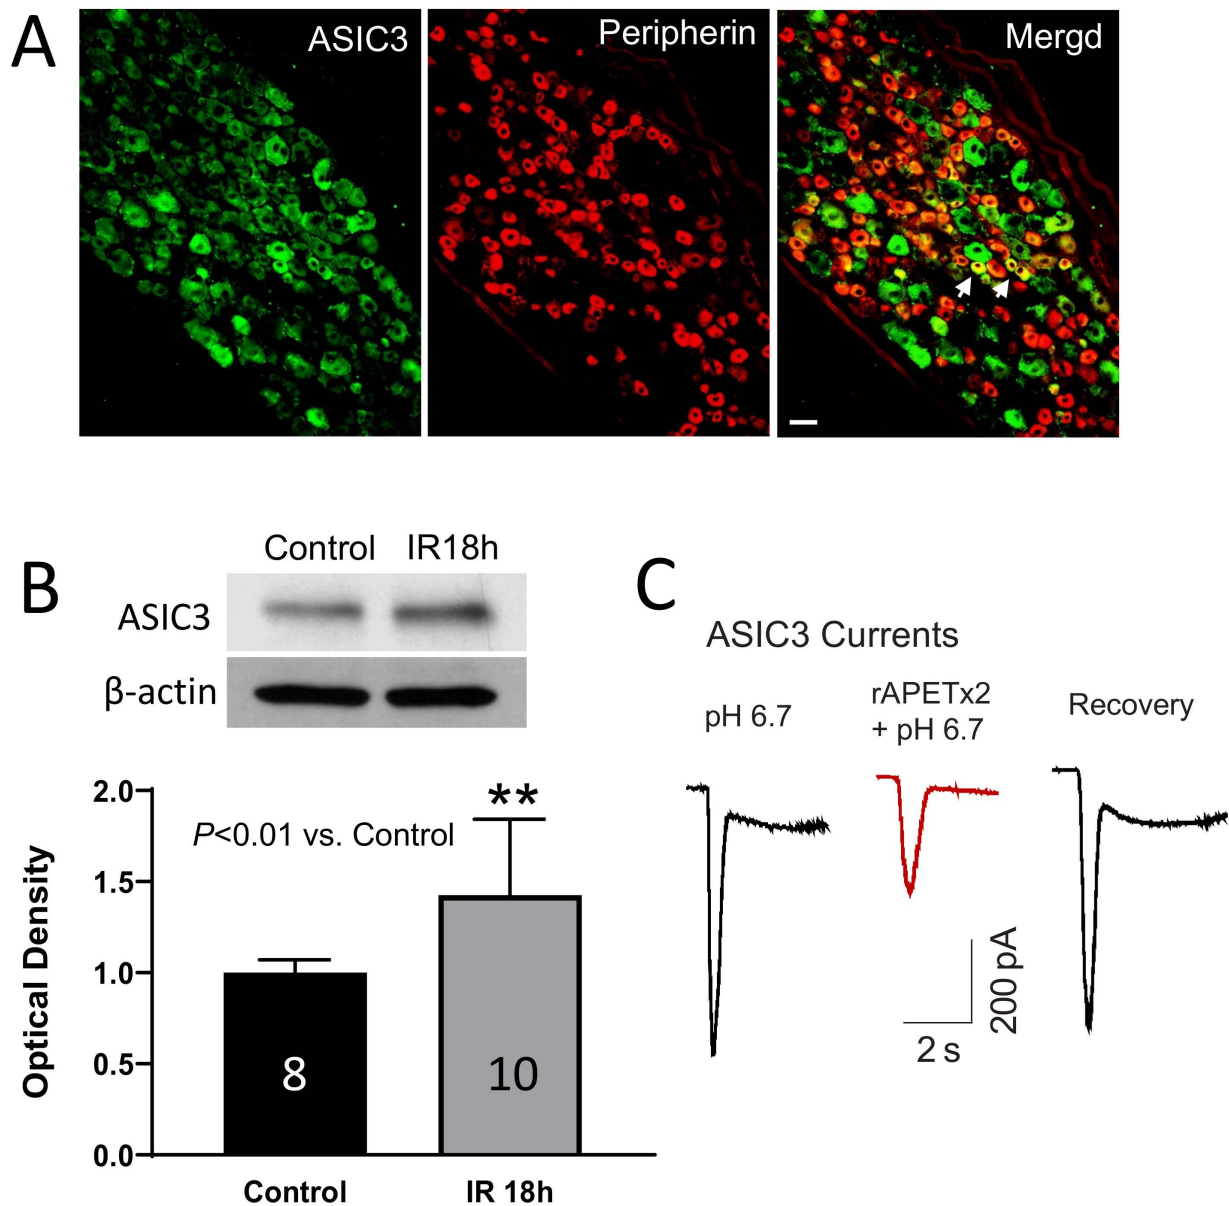 A
ASIC3
Peripherin
Mergd
B
Control
IR18h
ASIC3
β-actin
2.0
1.5
1.0
0.5
0.0
Optical Density
P<0.01 vs. Control
**
8
10
Control
IR 18h
C
ASIC3 Currents
pH 6.7
rAPETx2
+ pH 6.7
Recovery
200 pA
2 s